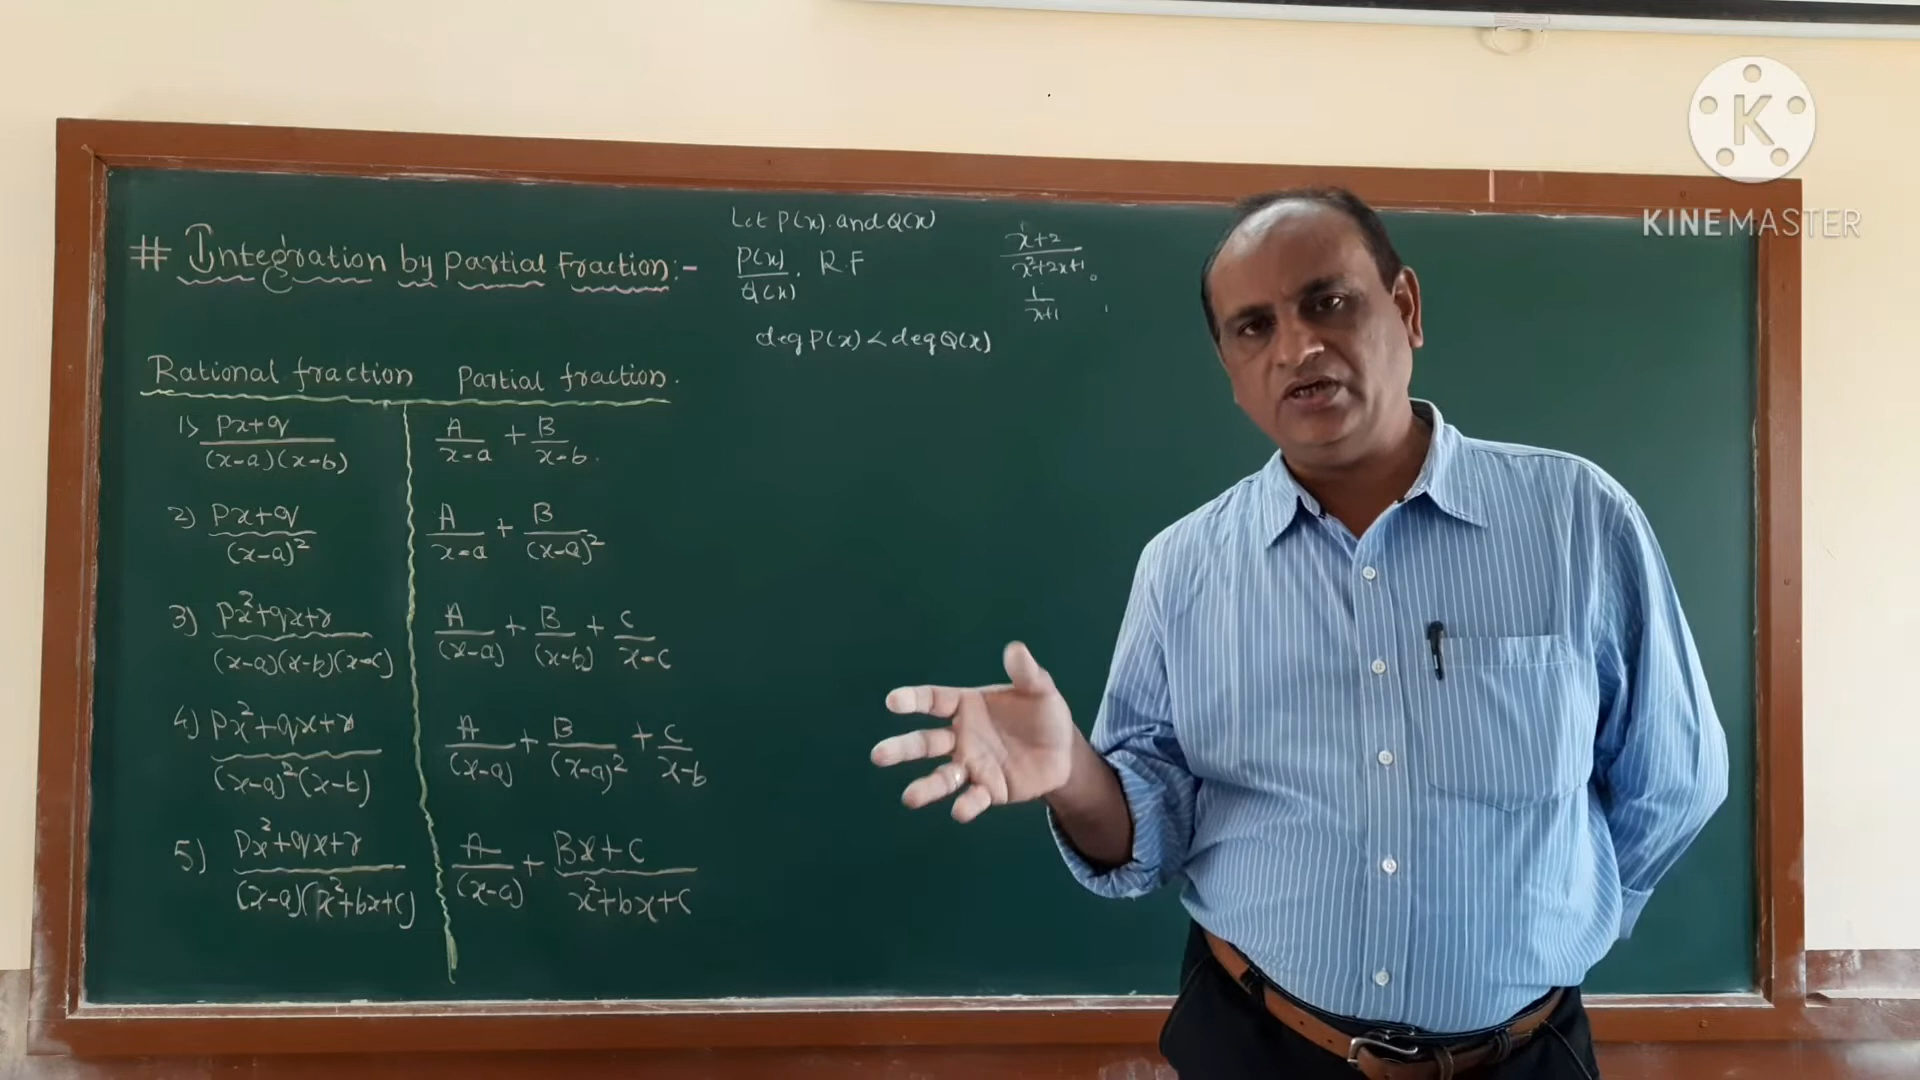 # Integration by Partial Fraction:-
Rational fraction Partial fraction.
1) Px+q / (x-a)(x-b) A/x-a + B/x-b.
2) Px+q / (x-a)² A/x-a + B/(x-a)²
3) Px²+qx+r / (x-a)(x-b)(x-c) A/(x-a) + B/(x-b) + C/x-c
4) Px²+qx+r / (x-a)²(x-b) A/(x-a) + B/(x-a)² + C/x-b
5) Px²+qx+r / (x-a)(x²+bx+c) A/(x-a) + Bx+C / x²+bx+c
Let P(x). and Q(x)
P(x)/Q(x). R.F
deg P(x) < deg Q(x)
x+2 / x²+2x+1
1 / x+1
K
KINEMASTER